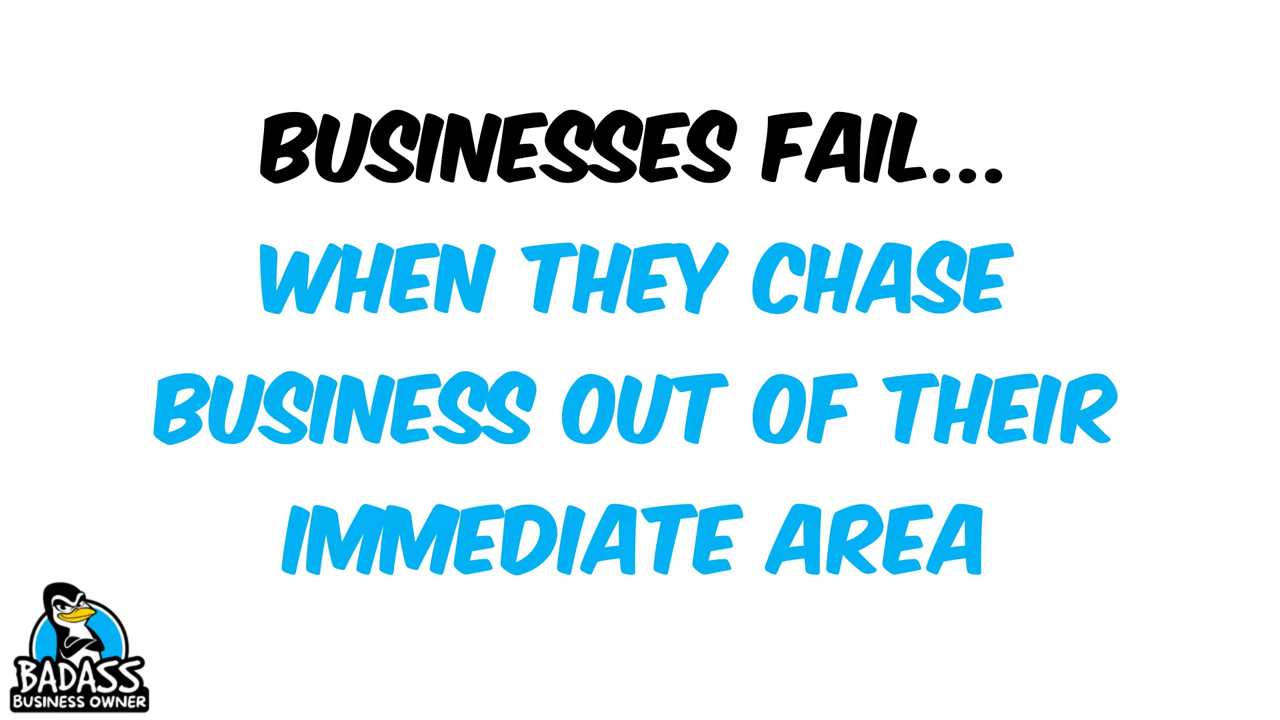 BUSINESSES FAIL...
WHEN THEY CHASE
BUSINESS OUT OF THEIR
IMMEDIATE AREA
BADASS
BUSINESS OWNER